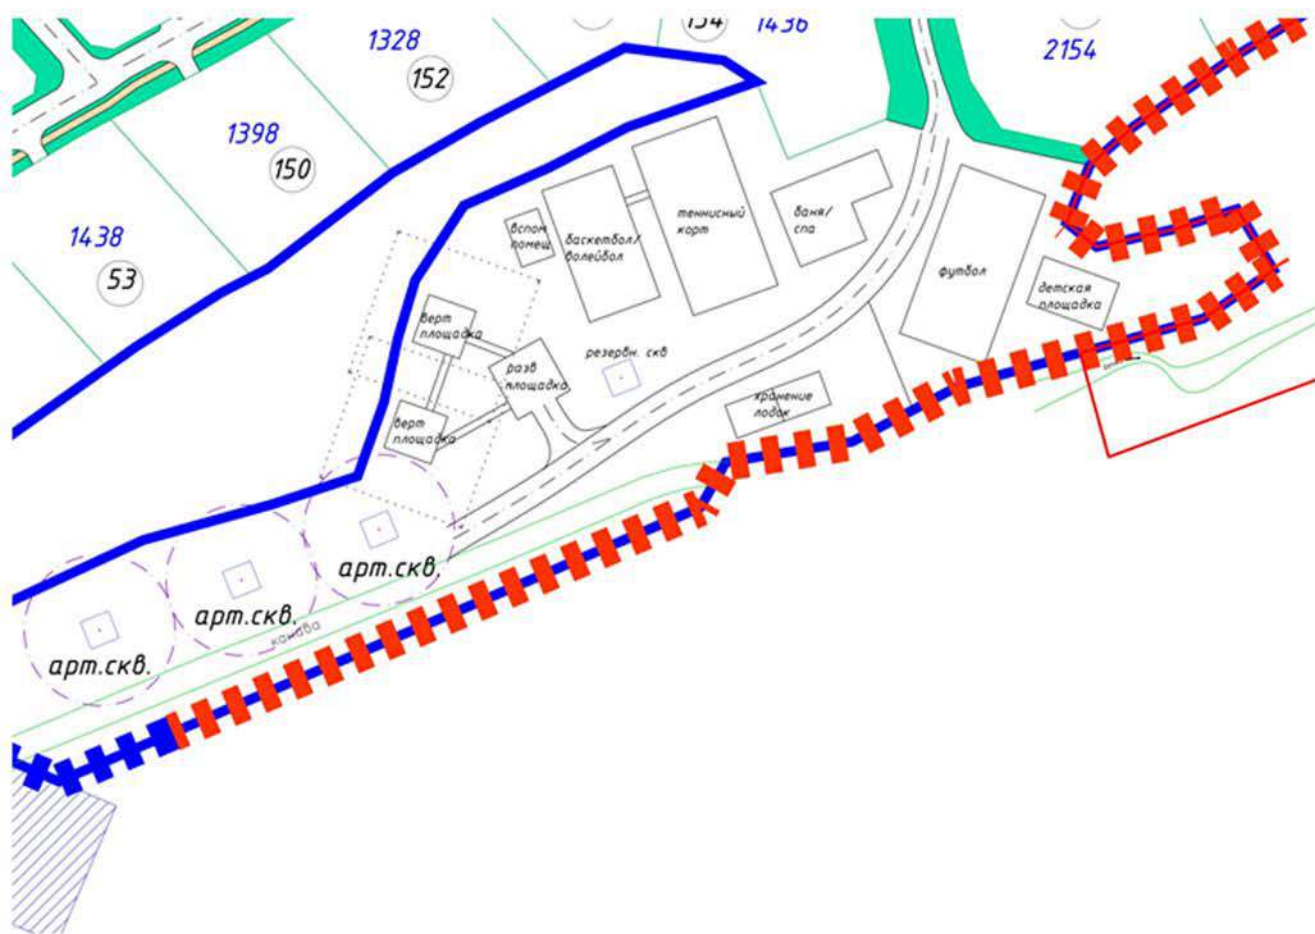 1328
154
1436
2154
152
1398
150
1438
53
вспом
помещ
баскетбол/
волейбол
теннисный
корт
баня/
спа
футбол
детская
площадка
верт
площадка
разв
площадка
резервн. скв
хранение
лодок
верт
площадка
арт.скв.
арт.скв.
арт.скв.
канава